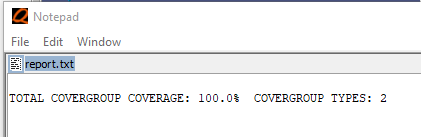 Notepad
File Edit Window
report.txt
TOTAL COVERGROUP COVERAGE: 100.0%  COVERGROUP TYPES: 2